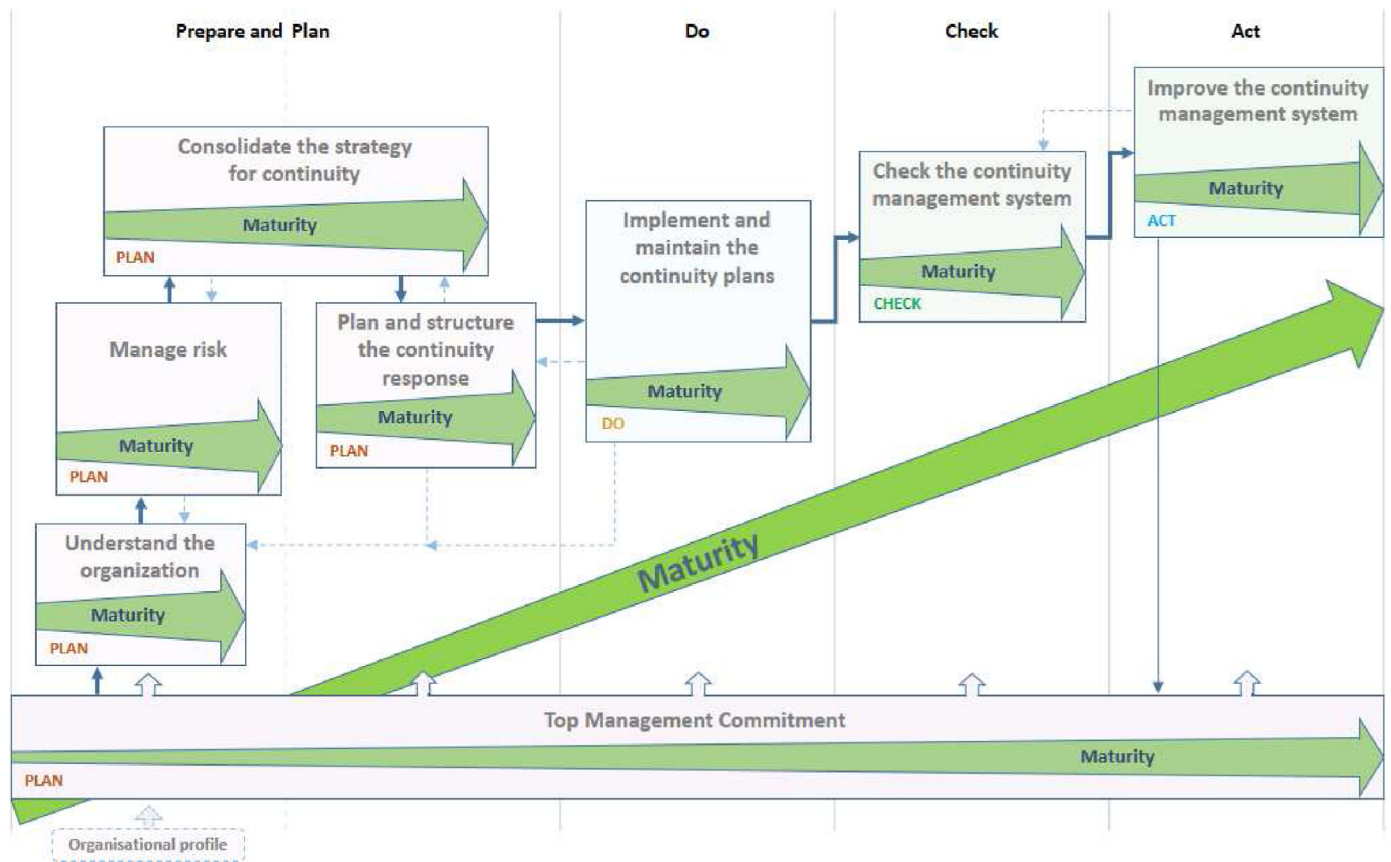 Prepare and Plan
Do
Check
Act
Consolidate the strategy
for continuity
Maturity
PLAN
Manage risk
Maturity
PLAN
Understand the
organization
Maturity
PLAN
Plan and structure
the continuity
response
Maturity
PLAN
Implement and
maintain the
continuity plans
Maturity
DO
Check the continuity
management system
Maturity
CHECK
Improve the continuity
management system
Maturity
ACT
Maturity
Top Management Commitment
Maturity
PLAN
Organisational profile